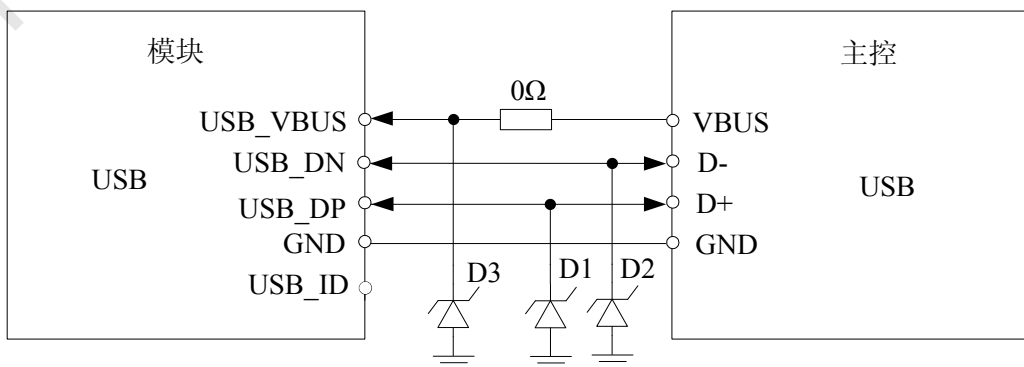 模块
主控
0Ω
USB_VBUS
VBUS
USB_DN
D-
USB
USB
USB_DP
D+
GND
GND
USB_ID
D3
D1
D2